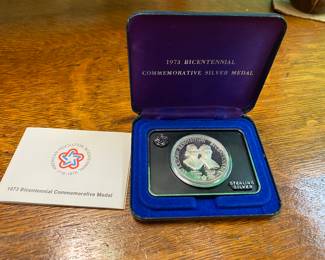 1973 BICENTENNIAL
COMMEMORATIVE SILVER MEDAL
STERLING
SILVER
1973 Bicentennial Commemorative Medal